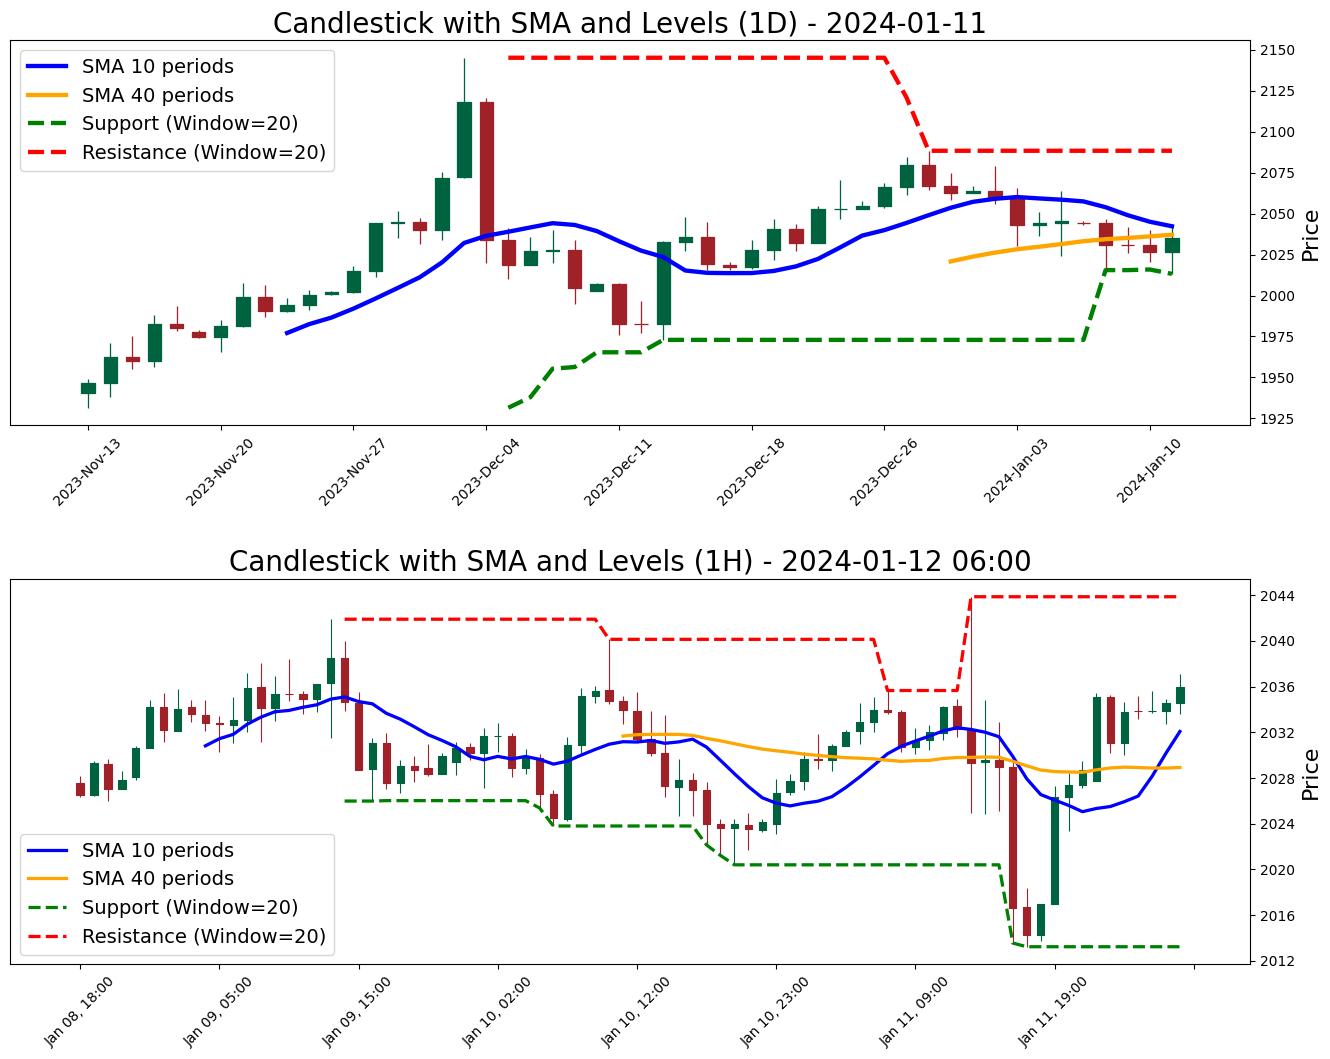 Candlestick with SMA and Levels (1D) - 2024-01-11
SMA 10 periods
SMA 40 periods
Support (Window=20)
Resistance (Window=20)
2150
2125
2100
2075
2050
2025
2000
1975
1950
1925
Price
2023-Nov-13
2023-Nov-20
2023-Nov-27
2023-Dec-04
2023-Dec-11
2023-Dec-18
2023-Dec-26
2024-Jan-03
2024-Jan-10
Candlestick with SMA and Levels (1H) - 2024-01-12 06:00
2044
2040
2036
2032
2028
2024
2020
2016
2012
Price
SMA 10 periods
SMA 40 periods
Support (Window=20)
Resistance (Window=20)
Jan 08, 18:00
Jan 09, 05:00
Jan 09, 15:00
Jan 10, 02:00
Jan 10, 12:00
Jan 10, 23:00
Jan 11, 09:00
Jan 11, 19:00